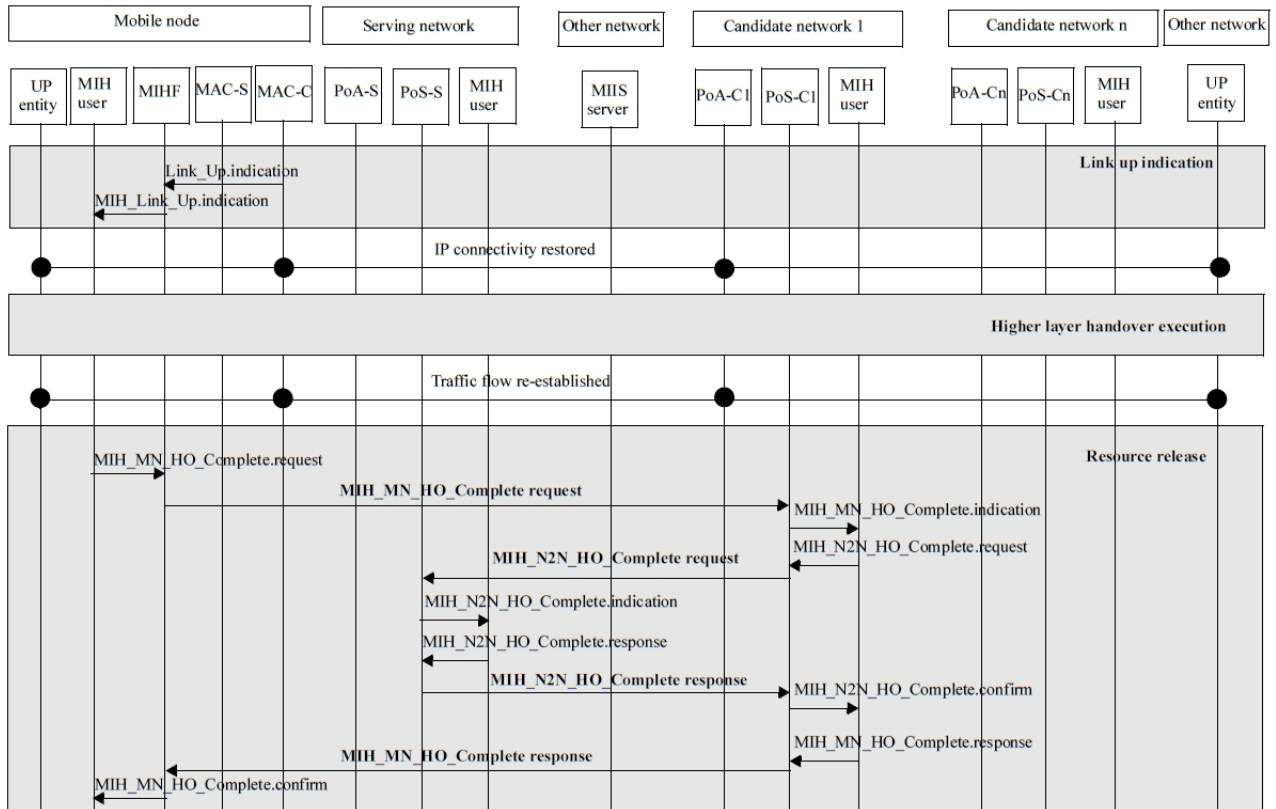 Mobile node
Serving network
Other network
Candidate network 1
Candidate network n
Other network
UP
entity
MIH
user
MIHF
MAC-S
MAC-C
PoA-S
PoS-S
MIH
user
MIIS
server
PoA-C1
PoS-C1
MIH
user
PoA-Cn
PoS-Cn
MIH
user
UP
entity
Link up indication
Link_Up.indication
MIH_Link_Up.indication
IP connectivity restored
Higher layer handover execution
Traffic flow re-established
Resource release
MIH_MN_HO_Complete.request
MIH_MN_HO_Complete request
MIH_MN_HO_Complete.indication
MIH_N2N_HO_Complete.request
MIH_N2N_HO_Complete request
MIH_N2N_HO_Complete.indication
MIH_N2N_HO_Complete.response
MIH_N2N_HO_Complete response
MIH_N2N_HO_Complete.confirm
MIH_MN_HO_Complete.response
MIH_MN_HO_Complete response
MIH_MN_HO_Complete.confirm